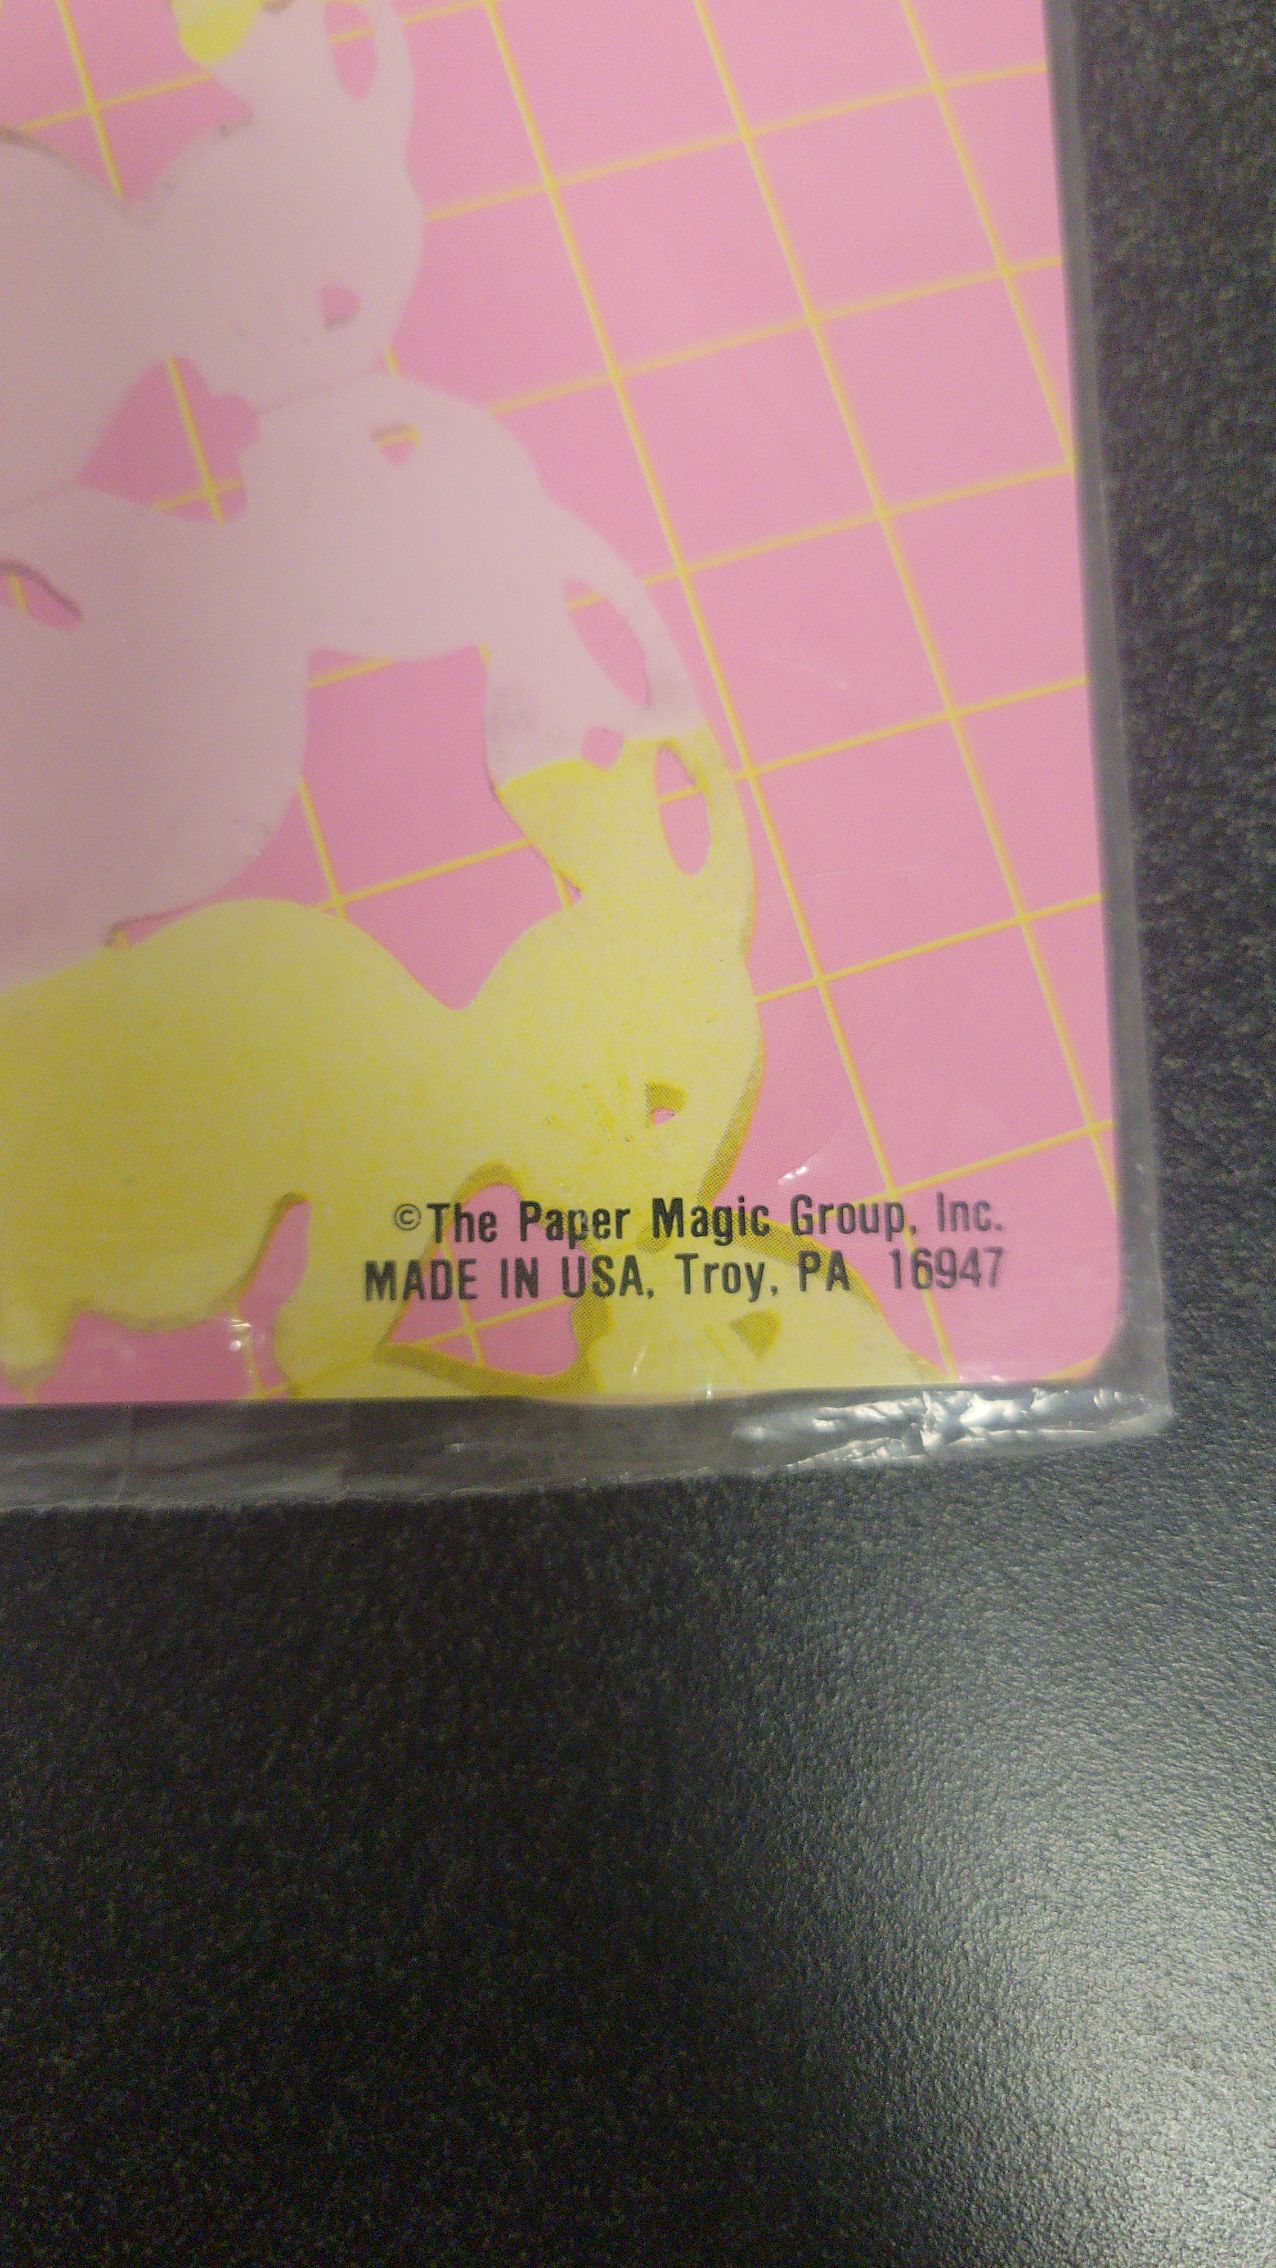 ©The Paper Magic Group, Inc.
MADE IN USA, Troy, PA 16947